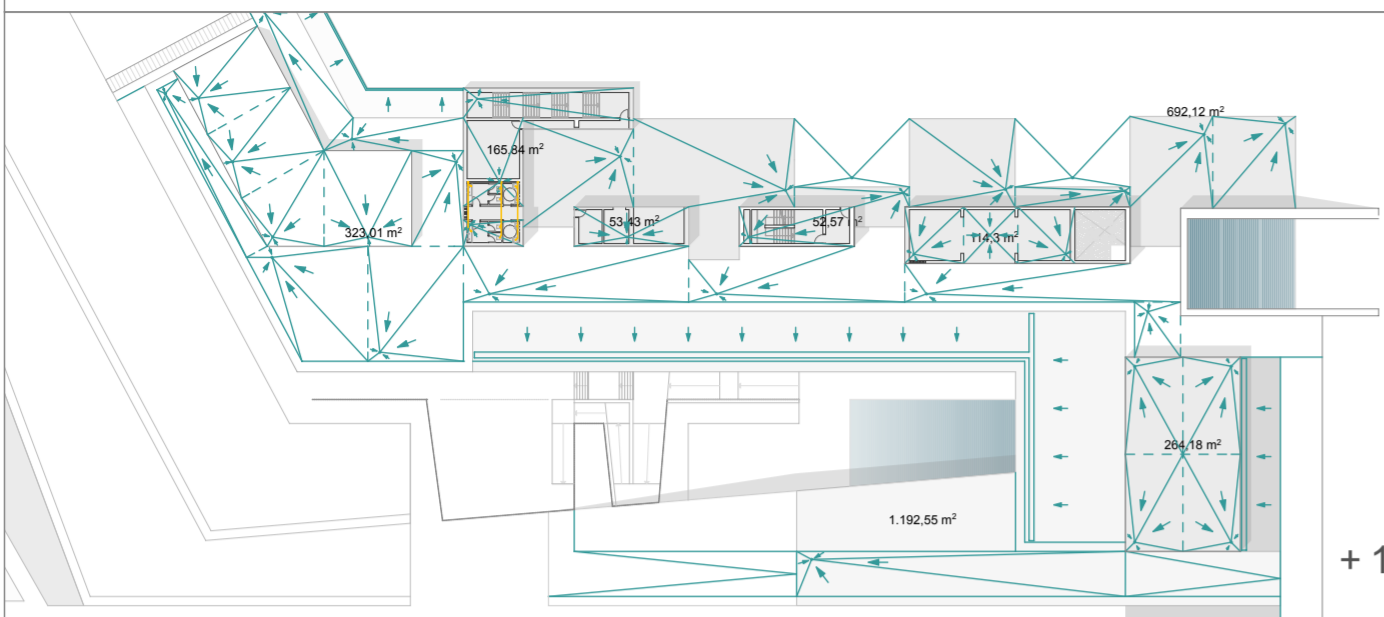 692,12 m²
165,84 m²
53,43 m²
52,57 m²
323,01 m²
114,3 m²
264,18 m²
1.192,55 m²
+ 1